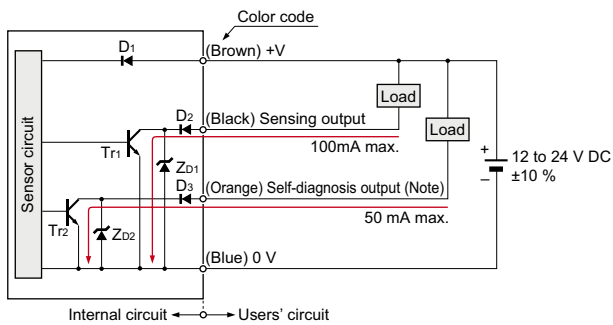 Color code
D1
(Brown) +V
Load
D2
(Black) Sensing output
Load
100mA max.
Tr1
ZD1
+
12 to 24 V DC
±10 %
–
Sensor circuit
D3
(Orange) Self-diagnosis output (Note)
50 mA max.
Tr2
ZD2
(Blue) 0 V
Internal circuit
Users' circuit